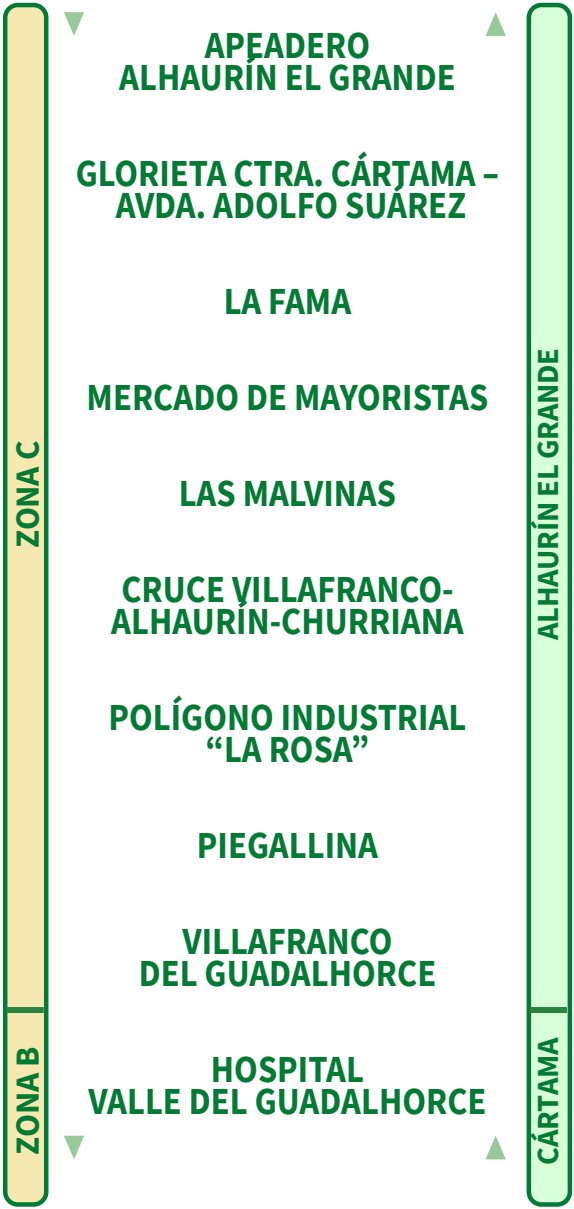 APEADERO
ALHAURÍN EL GRANDE
GLORIETA CTRA. CÁRTAMA –
AVDA. ADOLFO SUÁREZ
LA FAMA
MERCADO DE MAYORISTAS
LAS MALVINAS
CRUCE VILLAFRANCO-
ALHAURÍN-CHURRIANA
POLÍGONO INDUSTRIAL
“LA ROSA”
PIEGALLINA
VILLAFRANCO
DEL GUADALHORCE
HOSPITAL
VALLE DEL GUADALHORCE
ZONA C
ZONA B
ALHAURÍN EL GRANDE
CÁRTAMA